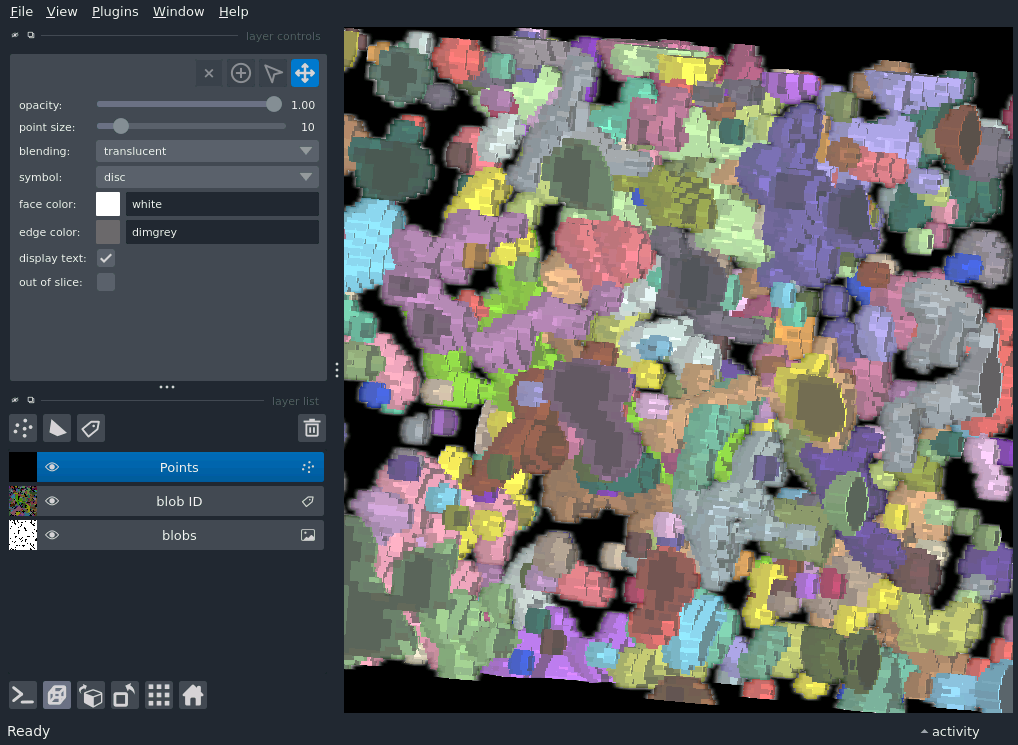 File View Plugins Window Help
layer controls
opacity: 1.00
point size: 10
blending: translucent
symbol: disc
face color: white
edge color: dimgrey
display text:
out of slice:
layer list
Points
blob ID
blobs
Ready
activity